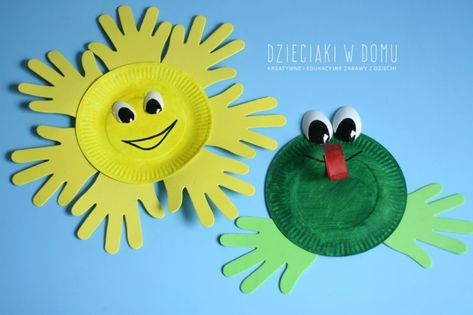 DZIECIAKI W DOMU
KREATYWNE I EDUKACYJNE ZABAWY Z DZIEĆMI